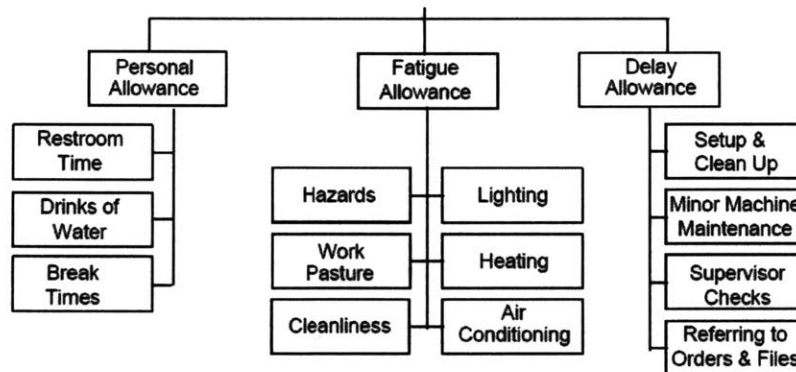 Personal
Allowance
Fatigue
Allowance
Delay
Allowance
Restroom
Time
Drinks of
Water
Break
Times
Hazards
Lighting
Work
Pasture
Heating
Cleanliness
Air
Conditioning
Setup &
Clean Up
Minor Machine
Maintenance
Supervisor
Checks
Referring to
Orders & Files